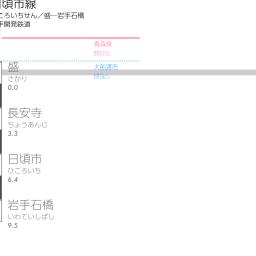 日頃市線
ころいちせん／盛─岩手石橋
手開発鉄道
青森県
盛
さかり
0.0
大船渡市
長安寺
ちょうあんじ
3.3
日頃市
ひころいち
6.4
岩手石橋
いわていしばし
9.5